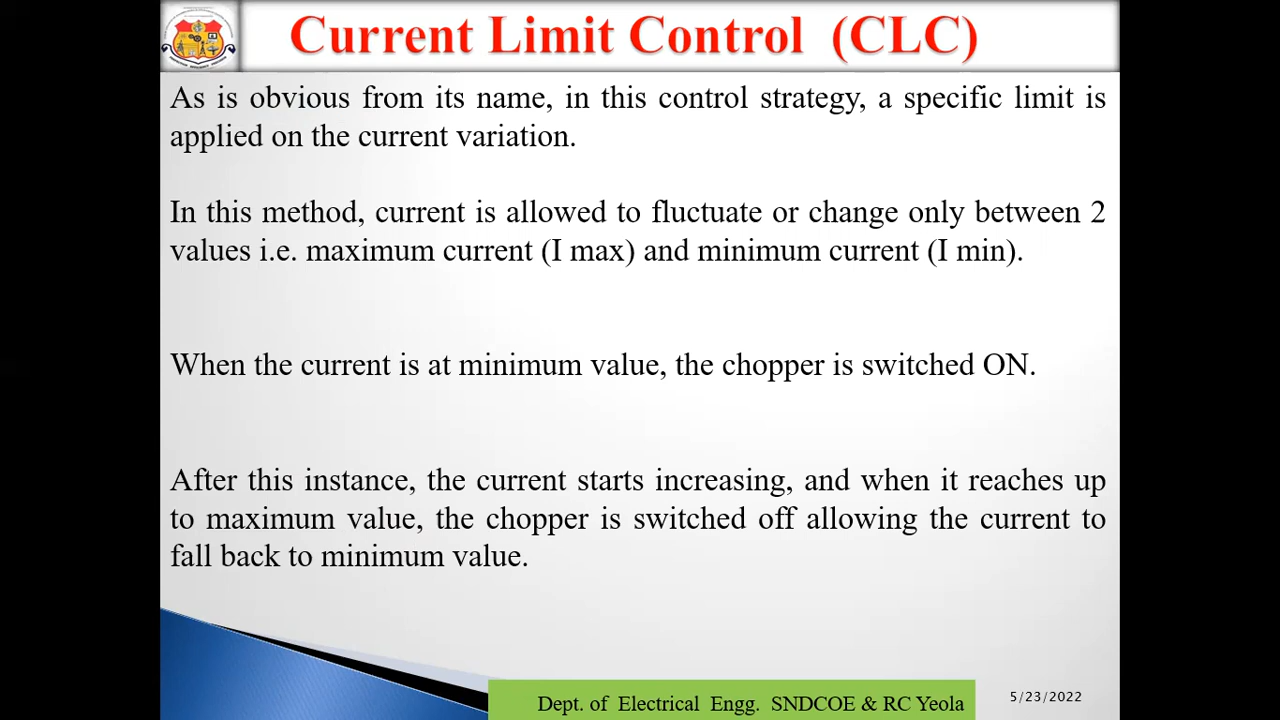 Current Limit Control (CLC)
As is obvious from its name, in this control strategy, a specific limit is
applied on the current variation.
In this method, current is allowed to fluctuate or change only between 2
values i.e. maximum current (I max) and minimum current (I min).
When the current is at minimum value, the chopper is switched ON.
After this instance, the current starts increasing, and when it reaches up
to maximum value, the chopper is switched off allowing the current to
fall back to minimum value.
Dept. of Electrical Engg. SNDCOE & RC Yeola
5/23/2022